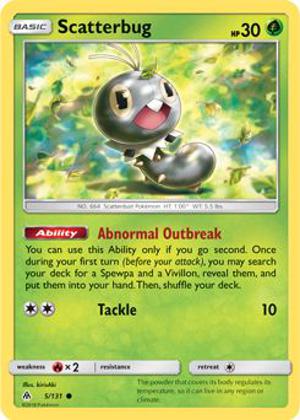 BASIC
Scatterbug HP30
NO. 664 Scatterdust Pokémon HT: 1'00" WT: 5.5 lbs.
Ability Abnormal Outbreak
You can use this Ability only if you go second. Once
during your first turn (before your attack), you may search
your deck for a Spewpa and a Vivillon, reveal them, and
put them into your hand. Then, shuffle your deck.
Tackle 10
weakness ×2 resistance retreat
Illus. kirisAki
5/131
©2018 Pokémon
The powder that covers its body regulates its
temperature, so it can live in any region or
climate.